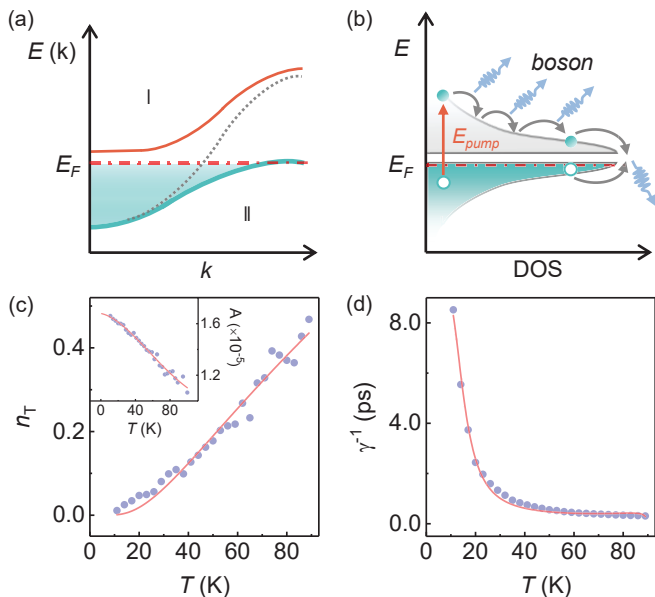 (a)
E (k)
I
E_F
II
k
(b)
E
boson
E_pump
E_F
DOS
(c)
n_T
0.4
0.2
0.0
0 20 40 60 80
T (K)
A (×10^-5)
1.6
1.2
0 40 80
T (K)
(d)
γ^-1 (ps)
8.0
4.0
0.0
0 20 40 60 80
T (K)